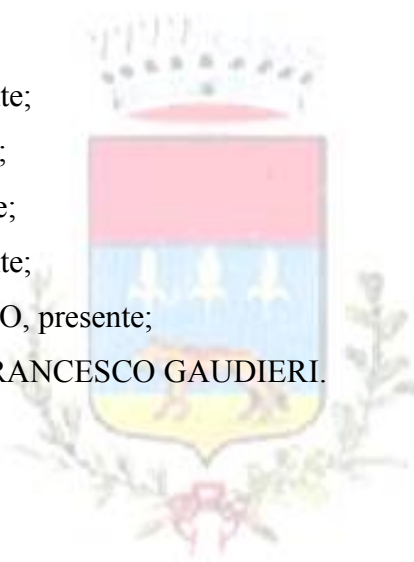 te;
;
e;
te;
O, presente;
RANCESCO GAUDIERI.